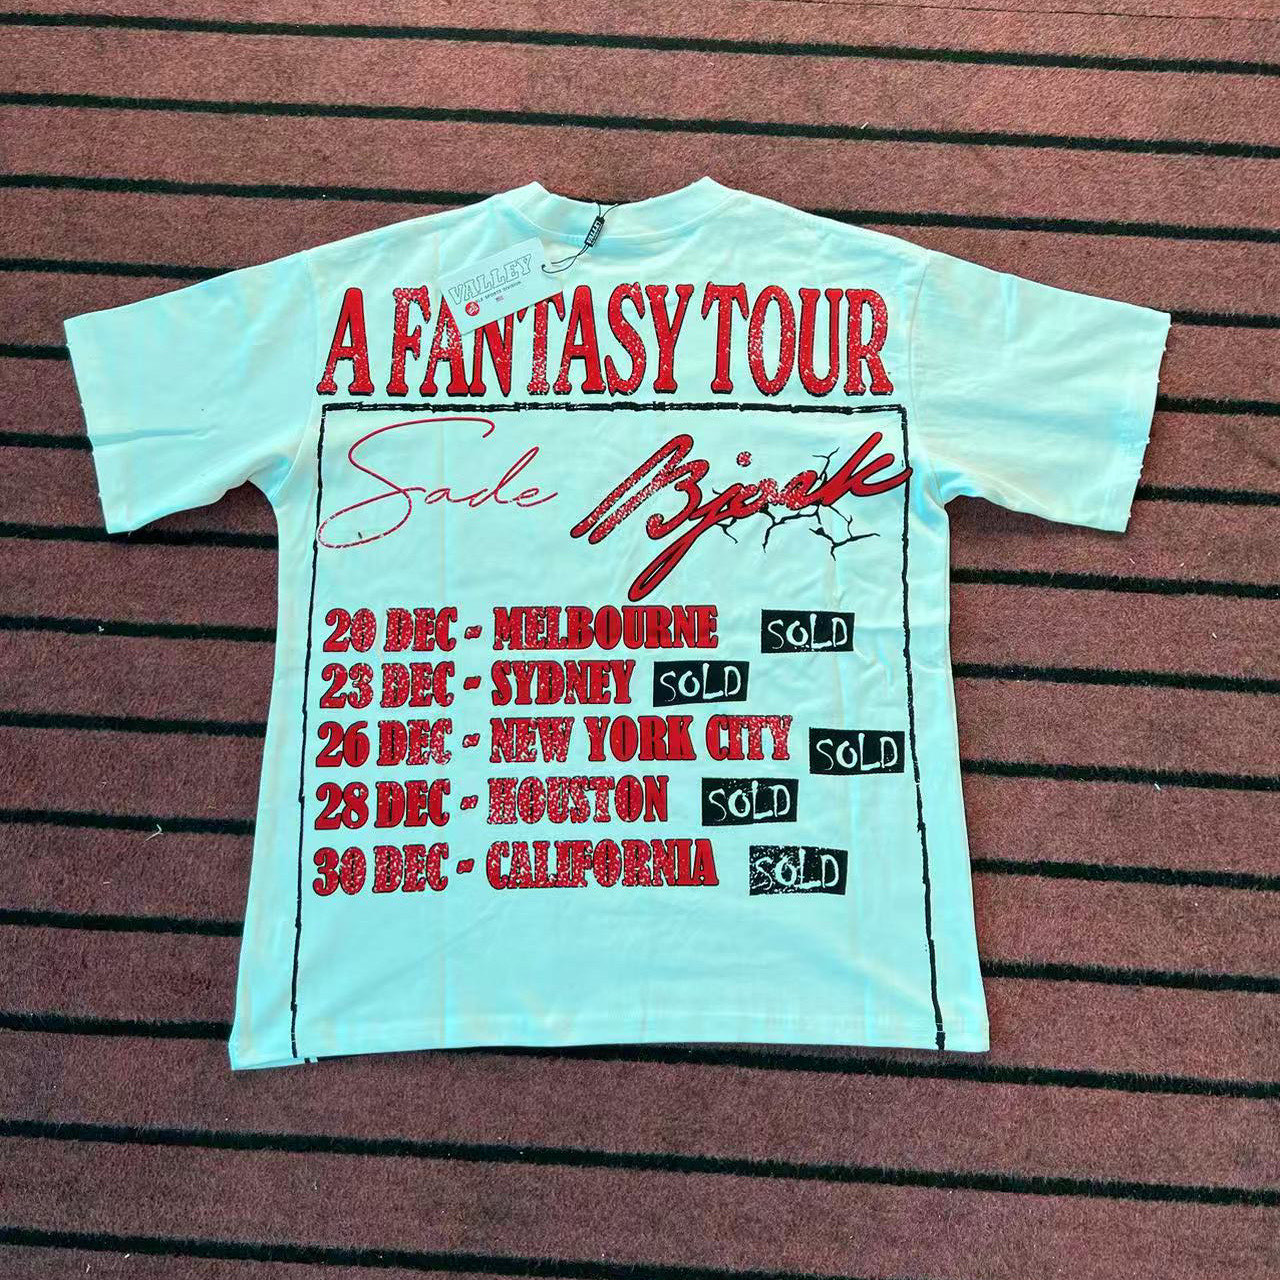 VALLEY
A FANTASY TOUR
Sade Bjork
20 DEC - MELBOURNE SOLD
23 DEC - SYDNEY SOLD
26 DEC - NEW YORK CITY SOLD
28 DEC - HOUSTON SOLD
30 DEC - CALIFORNIA SOLD